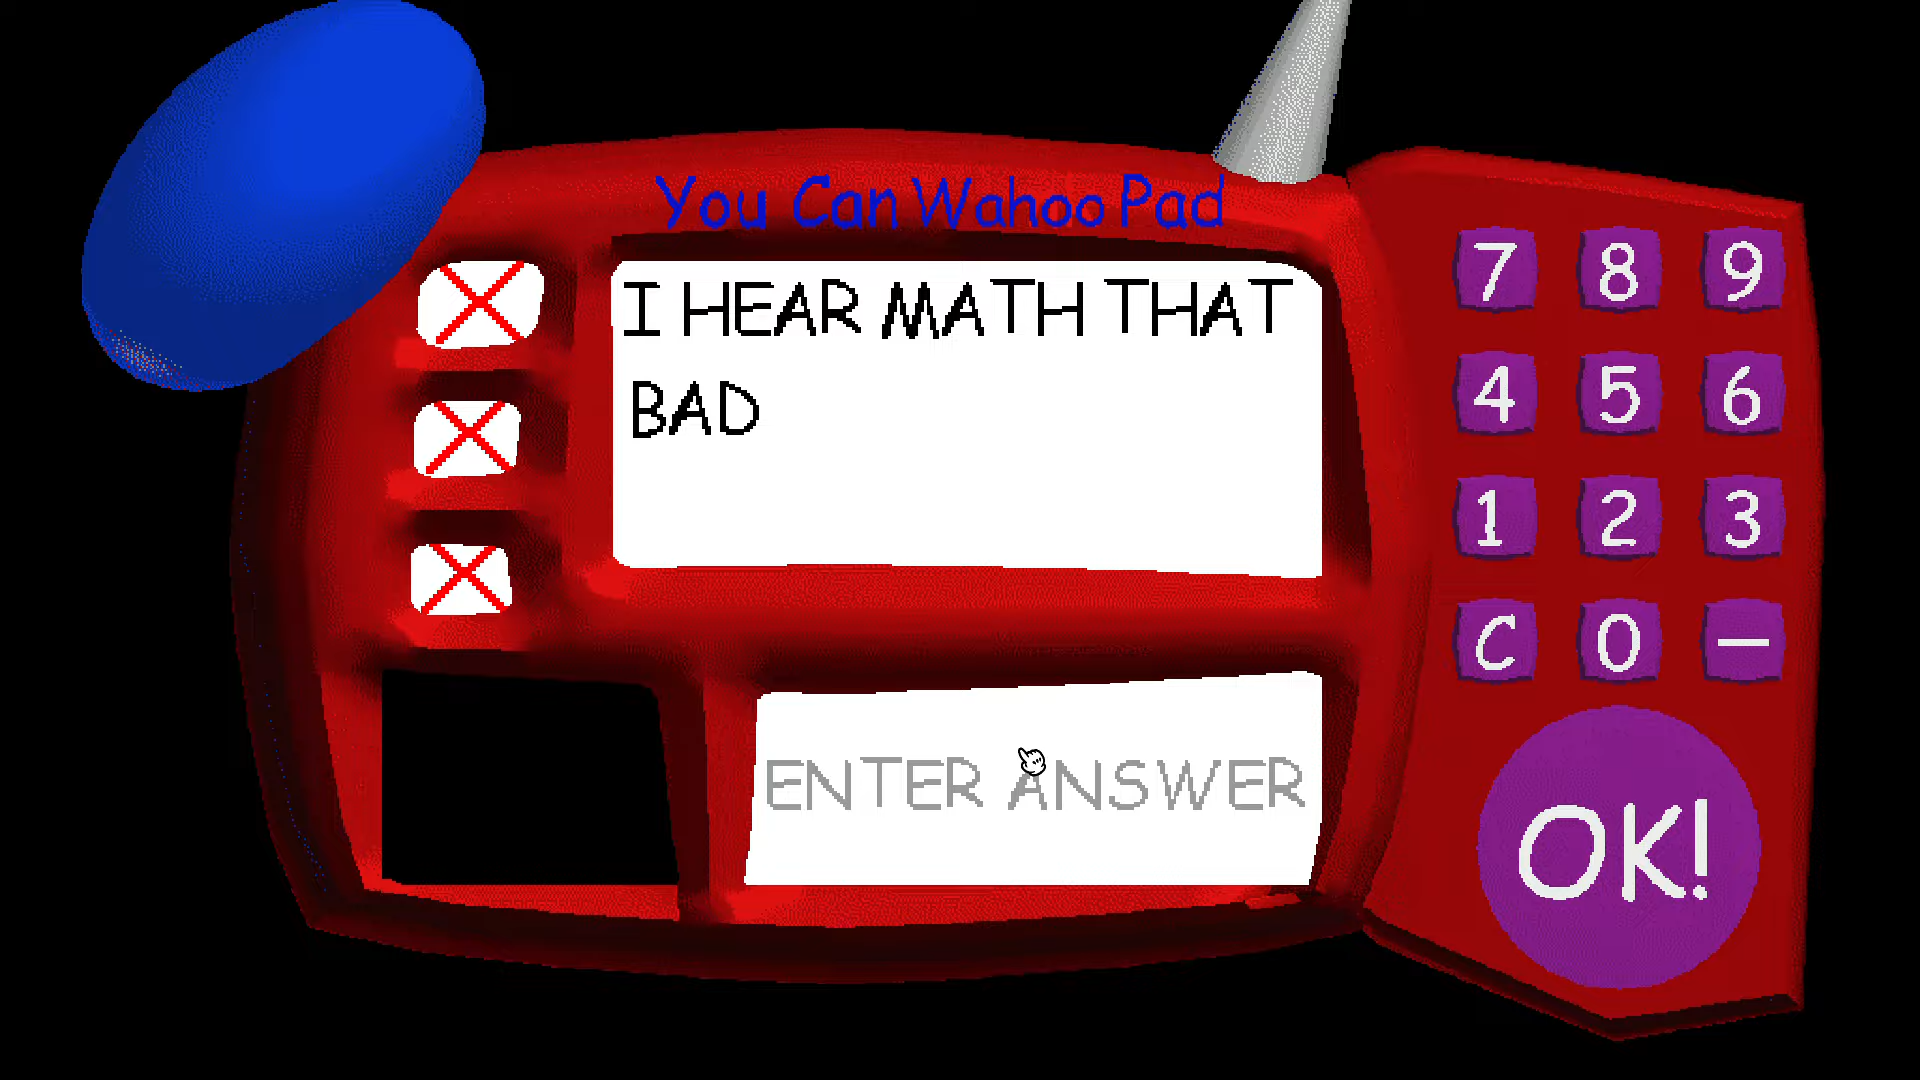 You Can Wahoo Pad
I HEAR MATH THAT
BAD
ENTER ANSWER
7 8 9
4 5 6
1 2 3
C 0 —
OK!